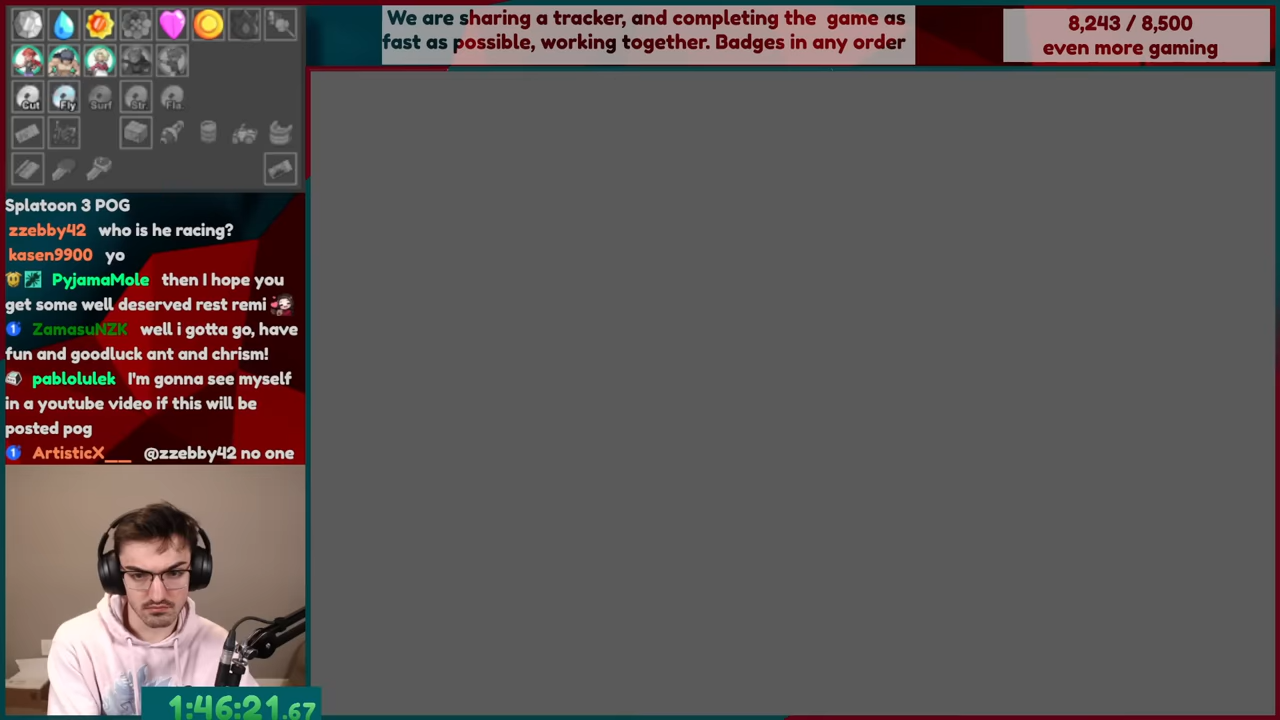 We are sharing a tracker, and completing the game as
fast as possible, working together. Badges in any order
8,243 / 8,500
even more gaming
Cut Fly Surf Str Fla
Splatoon 3 POG
zzebby42 who is he racing?
kasen9900 yo
PyjamaMole then I hope you
get some well deserved rest remi
1 ZamasuNZK well i gotta go, have
fun and goodluck ant and chrism!
pablolulek I'm gonna see myself
in a youtube video if this will be
posted pog
1 ArtisticX__ @zzebby42 no one
1:46:21.67